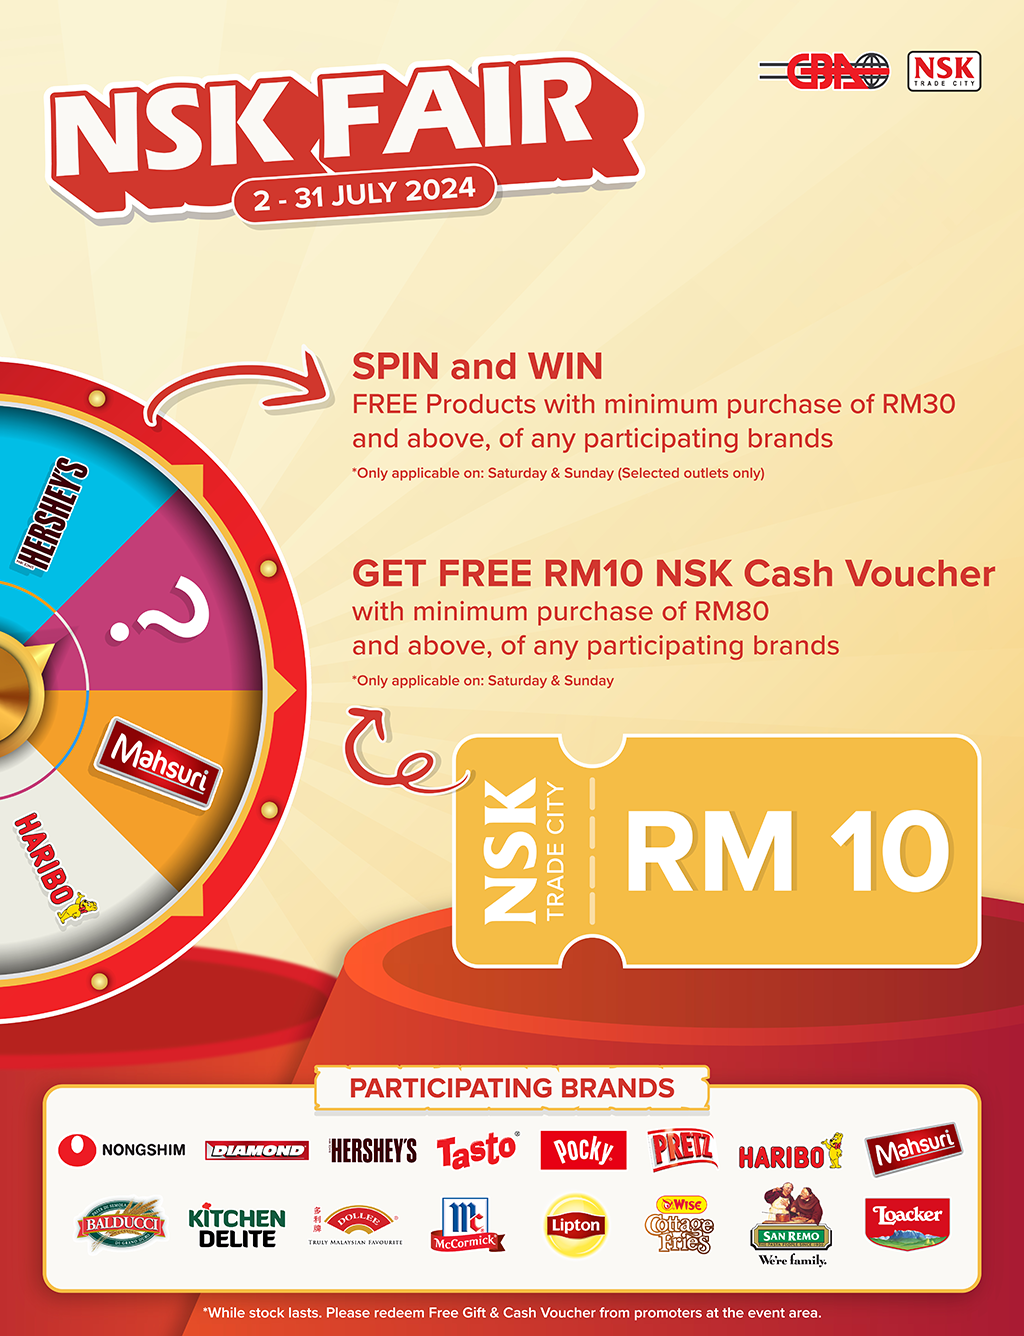 NSK FAIR
2 - 31 JULY 2024
GBA
NSK
TRADE CITY
SPIN and WIN
FREE Products with minimum purchase of RM30
and above, of any participating brands
*Only applicable on: Saturday & Sunday (Selected outlets only)
HERSHEY'S
?
Mahsuri
HARIBO
GET FREE RM10 NSK Cash Voucher
with minimum purchase of RM80
and above, of any participating brands
*Only applicable on: Saturday & Sunday
NSK
TRADE CITY
RM 10
PARTICIPATING BRANDS
NONGSHIM
DIAMOND
HERSHEY'S
Tasto®
Pocky
PRETZ
HARIBO
Mahsuri
BALDUCCI
KITCHEN
DELITE
多利牌
DOLLEE
TRULY MALAYSIAN FAVOURITE
Mc
McCormick
Lipton
WISE
Cottage
Fries
SAN REMO
We're family.
Loacker
*While stock lasts. Please redeem Free Gift & Cash Voucher from promoters at the event area.